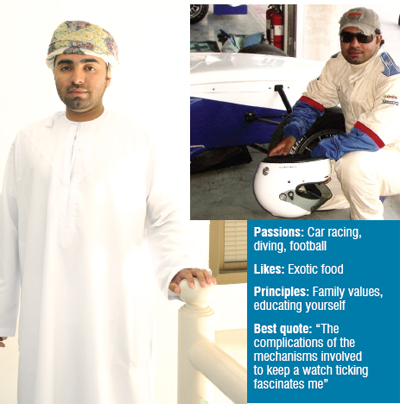 Passions: Car racing,
diving, football
Likes: Exotic food
Principles: Family values,
educating yourself
Best quote: “The
complications of the
mechanisms involved
to keep a watch ticking
fascinates me”